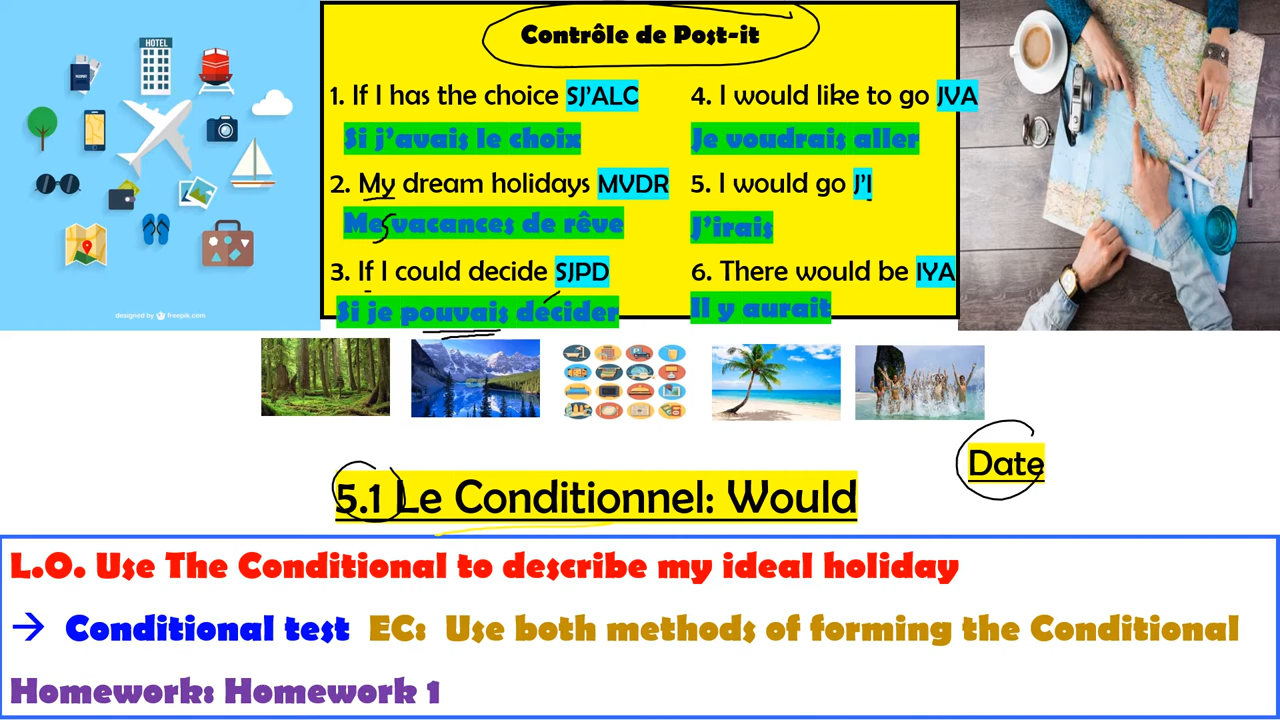 HOTEL
designed by freepik.com
Contrôle de Post-it
1. If I has the choice SJ'ALC
Si j'avais le choix
2. My dream holidays MVDR
Mes vacances de rêve
3. If I could decide SJPD
Si je pouvais décider
4. I would like to go JVA
Je voudrais aller
5. I would go J'I
J'irais
6. There would be IYA
Il y aurait
Date
5.1 Le Conditionnel: Would
L.O. Use The Conditional to describe my ideal holiday
→ Conditional test EC: Use both methods of forming the Conditional
Homework: Homework 1